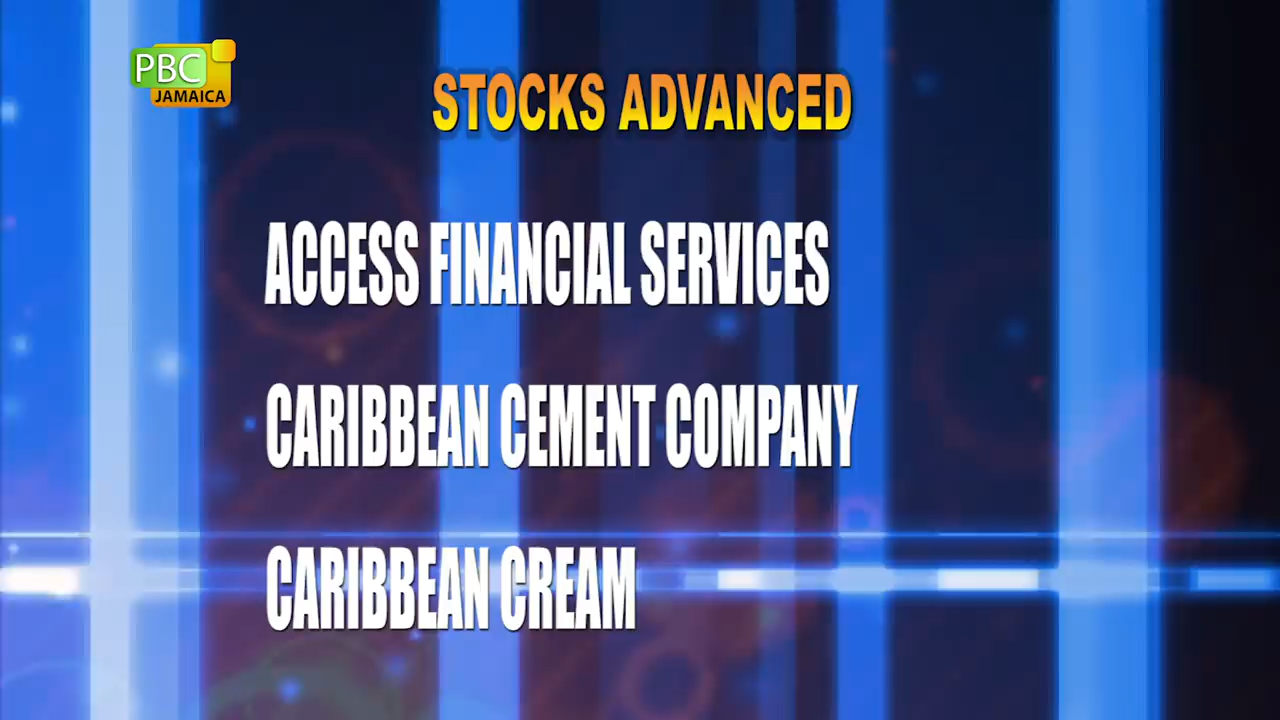 PBC
JAMAICA
STOCKS ADVANCED
ACCESS FINANCIAL SERVICES
CARIBBEAN CEMENT COMPANY
CARIBBEAN CREAM